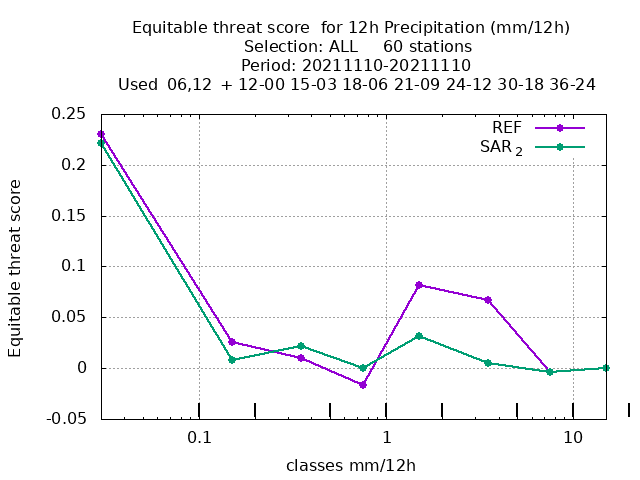 Equitable threat score  for 12h Precipitation (mm/12h)
Selection: ALL     60 stations
Period: 20211110-20211110
Used  06,12  + 12-00 15-03 18-06 21-09 24-12 30-18 36-24
REF
SAR 2
Equitable threat score
0.25
0.2
0.15
0.1
0.05
0
-0.05
0.1
1
10
classes mm/12h